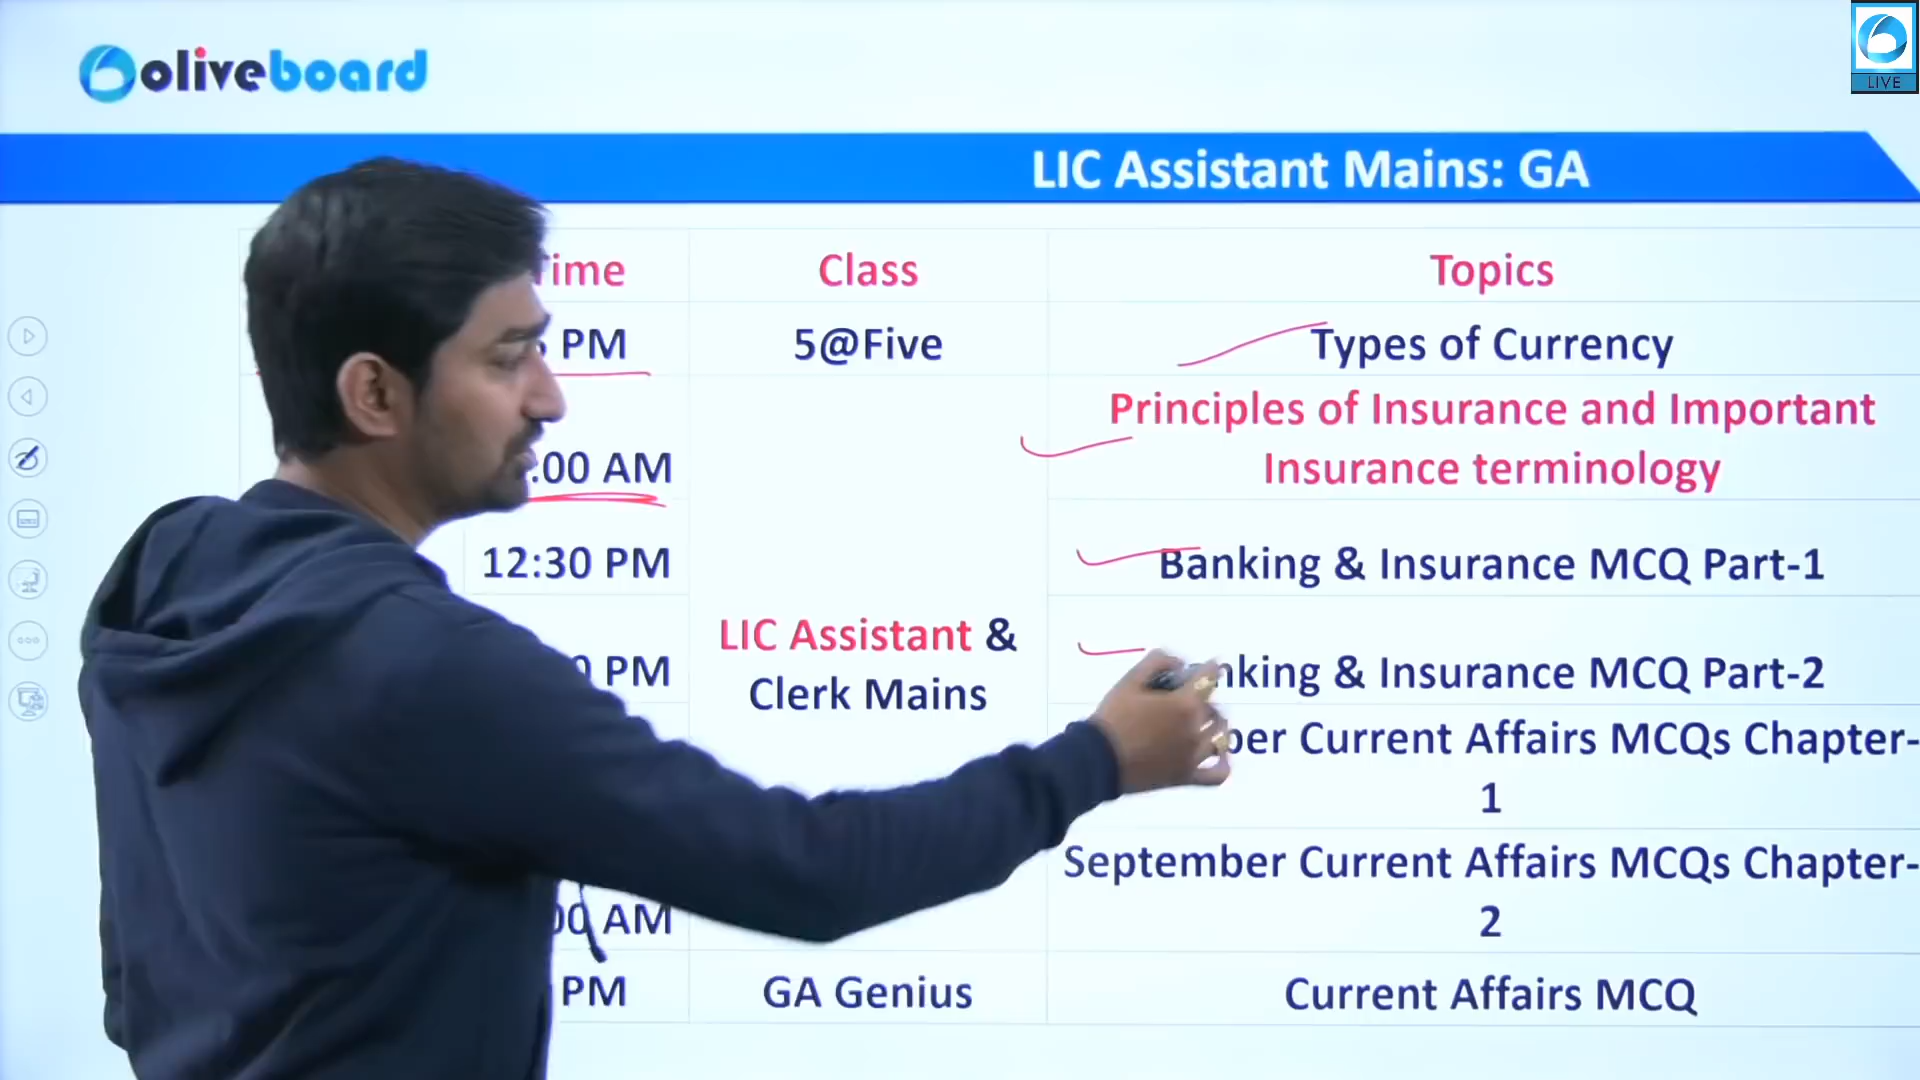 oliveboard
LIVE
LIC Assistant Mains: GA
Class
Topics
PM
5@Five
Types of Currency
Principles of Insurance and Important
Insurance terminology
:00 AM
12:30 PM
Banking & Insurance MCQ Part-1
LIC Assistant &
Clerk Mains
PM
& Insurance MCQ Part-2
Current Affairs MCQs Chapter-
1
September Current Affairs MCQs Chapter-
2
AM
PM
GA Genius
Current Affairs MCQ